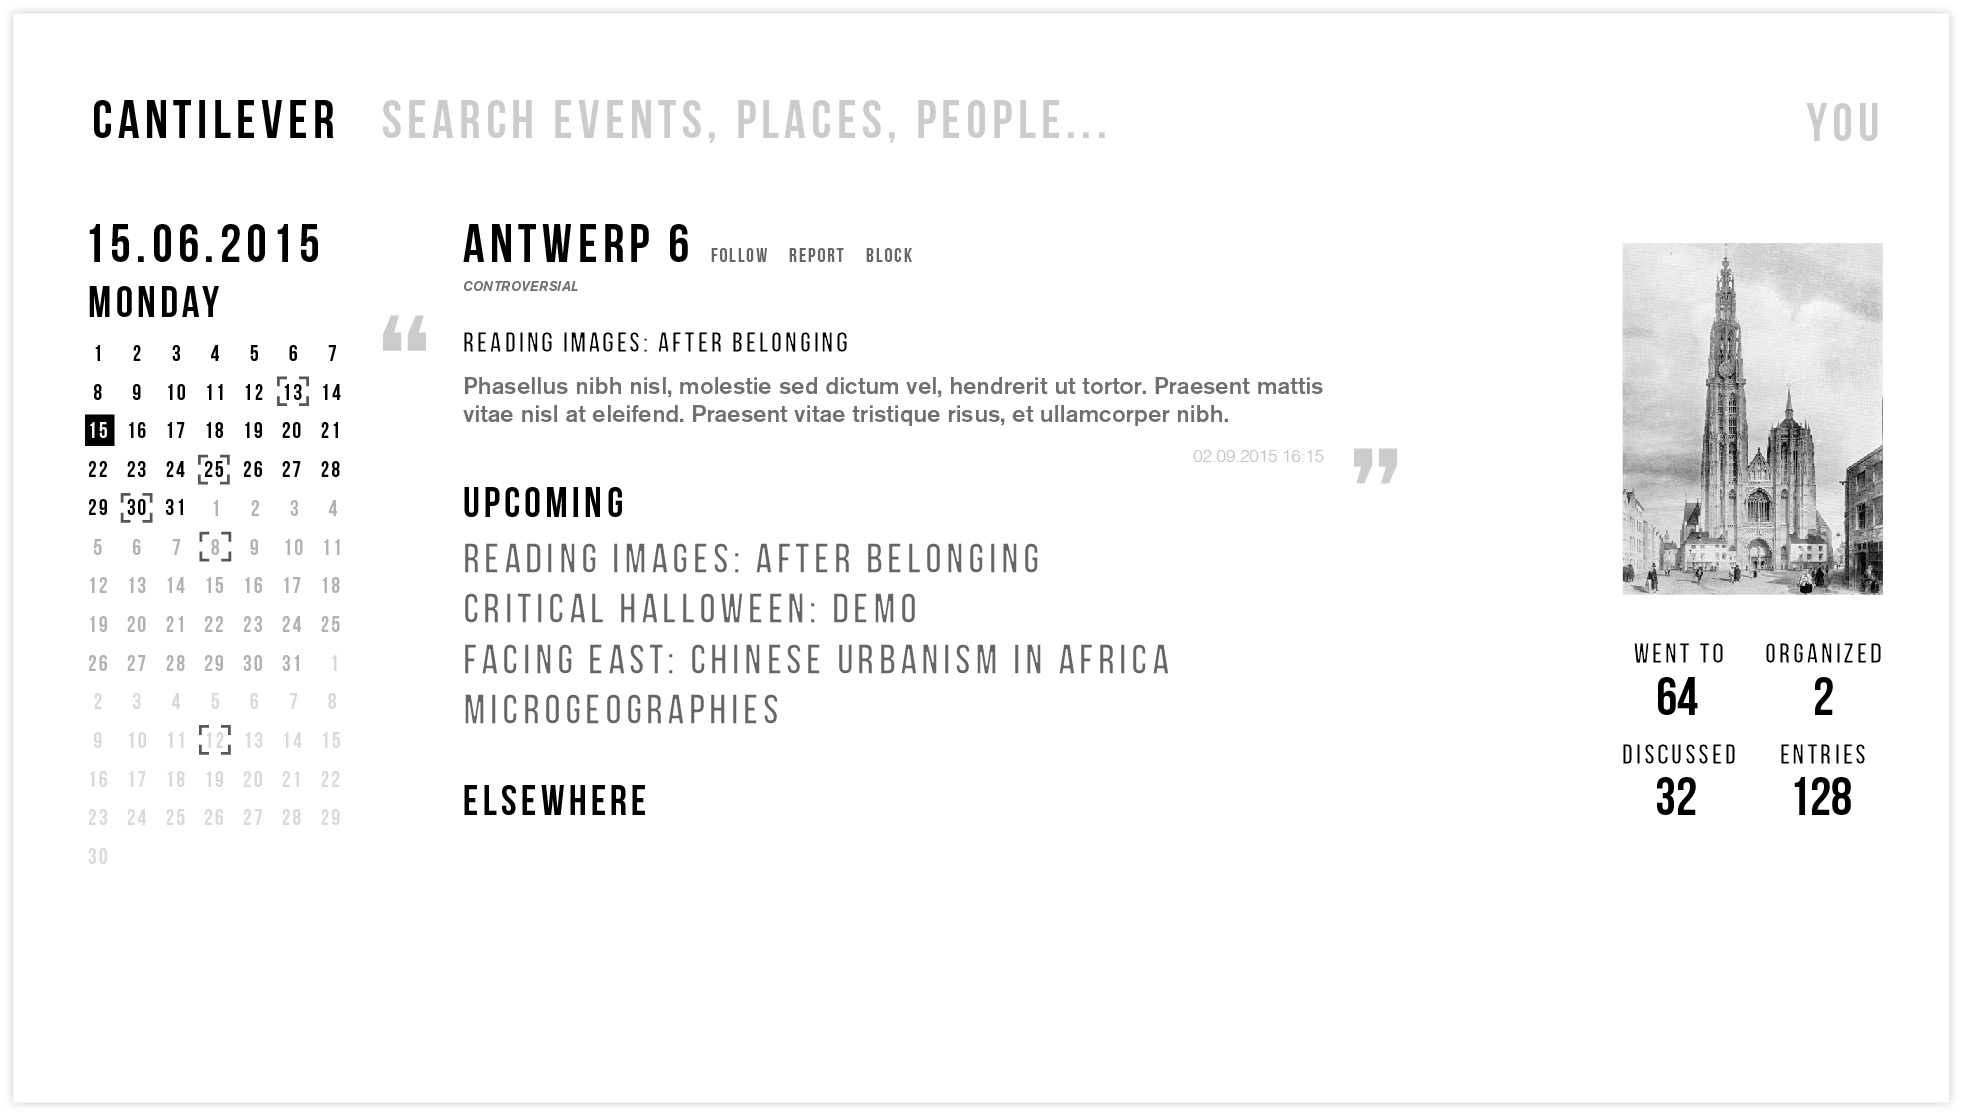 CANTILEVER SEARCH EVENTS, PLACES, PEOPLE... YOU
15.06.2015
MONDAY
1 2 3 4 5 6 7
8 9 10 11 12 13 14
15 16 17 18 19 20 21
22 23 24 25 26 27 28
29 30 31 1 2 3 4
5 6 7 8 9 10 11
12 13 14 15 16 17 18
19 20 21 22 23 24 25
26 27 28 29 30 31 1
2 3 4 5 6 7 8
9 10 11 12 13 14 15
16 17 18 19 20 21 22
23 24 25 26 27 28 29
30
ANTWERP 6 FOLLOW REPORT BLOCK
CONTROVERSIAL
“
READING IMAGES: AFTER BELONGING
Phasellus nibh nisl, molestie sed dictum vel, hendrerit ut tortor. Praesent mattis
vitae nisl at eleifend. Praesent vitae tristique risus, et ullamcorper nibh.
02.09.2015 16:15 ”
UPCOMING
READING IMAGES: AFTER BELONGING
CRITICAL HALLOWEEN: DEMO
FACING EAST: CHINESE URBANISM IN AFRICA
MICROGEOGRAPHIES
ELSEWHERE
WENT TO ORGANIZED
64 2
DISCUSSED ENTRIES
32 128